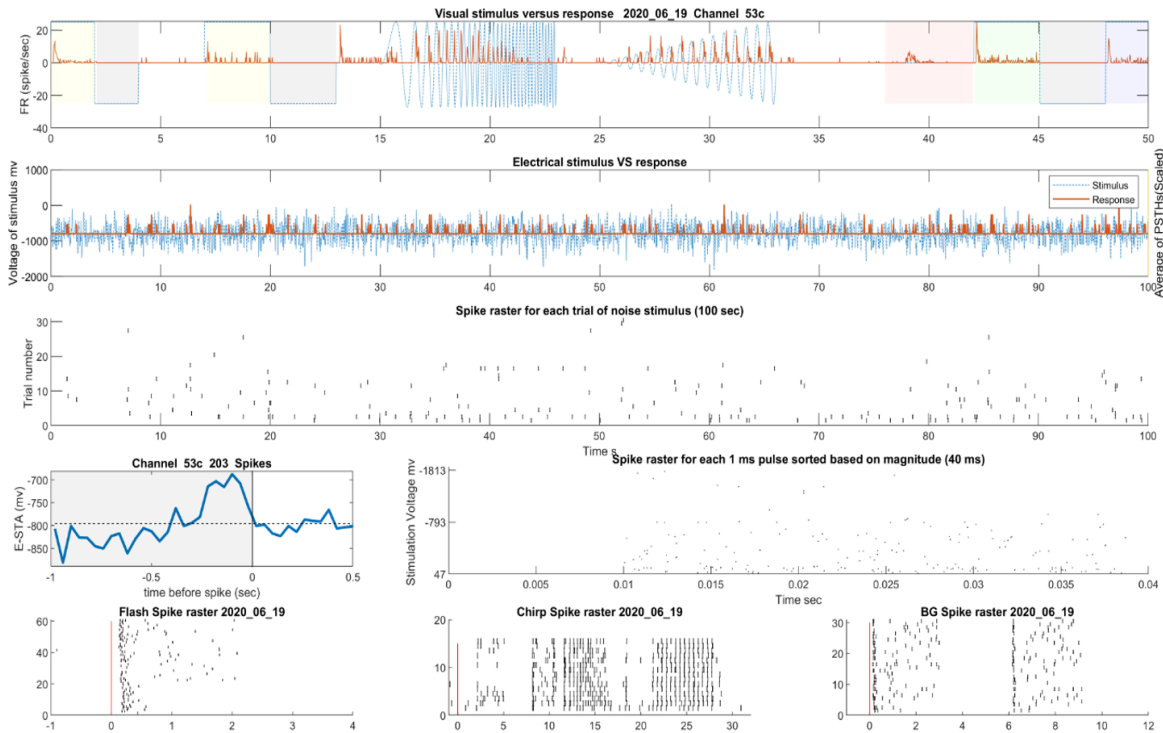 Visual stimulus versus response 2020_06_19 Channel 53c
FR (spike/sec)
20
0
-20
-40
0 5 10 15 20 25 30 35 40 45 50
Electrical stimulus VS response
Voltage of stimulus mv
1000
0
-1000
-2000
Stimulus
Response
Average of PSTHs(Scaled)
0 10 20 30 40 50 60 70 80 90 100
Spike raster for each trial of noise stimulus (100 sec)
Trial number
30
20
10
0
0 10 20 30 40 50 60 70 80 90 100
Time s
Channel 53c 203 Spikes
E-STA (mv)
-700
-750
-800
-850
-1 -0.5 0 0.5
time before spike (sec)
Spike raster for each 1 ms pulse sorted based on magnitude (40 ms)
Stimulation Voltage mv
-1813
-793
47
0 0.005 0.01 0.015 0.02 0.025 0.03 0.035 0.04
Time sec
Flash Spike raster 2020_06_19
60
40
20
0
-1 0 1 2 3 4
Chirp Spike raster 2020_06_19
20
10
0
0 5 10 15 20 25 30
BG Spike raster 2020_06_19
30
20
10
0
0 2 4 6 8 10 12